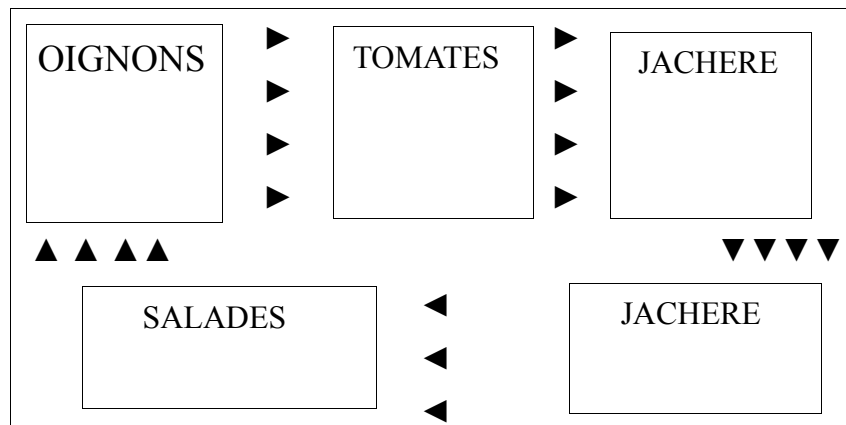 OIGNONS
TOMATES
JACHERE
SALADES
JACHERE